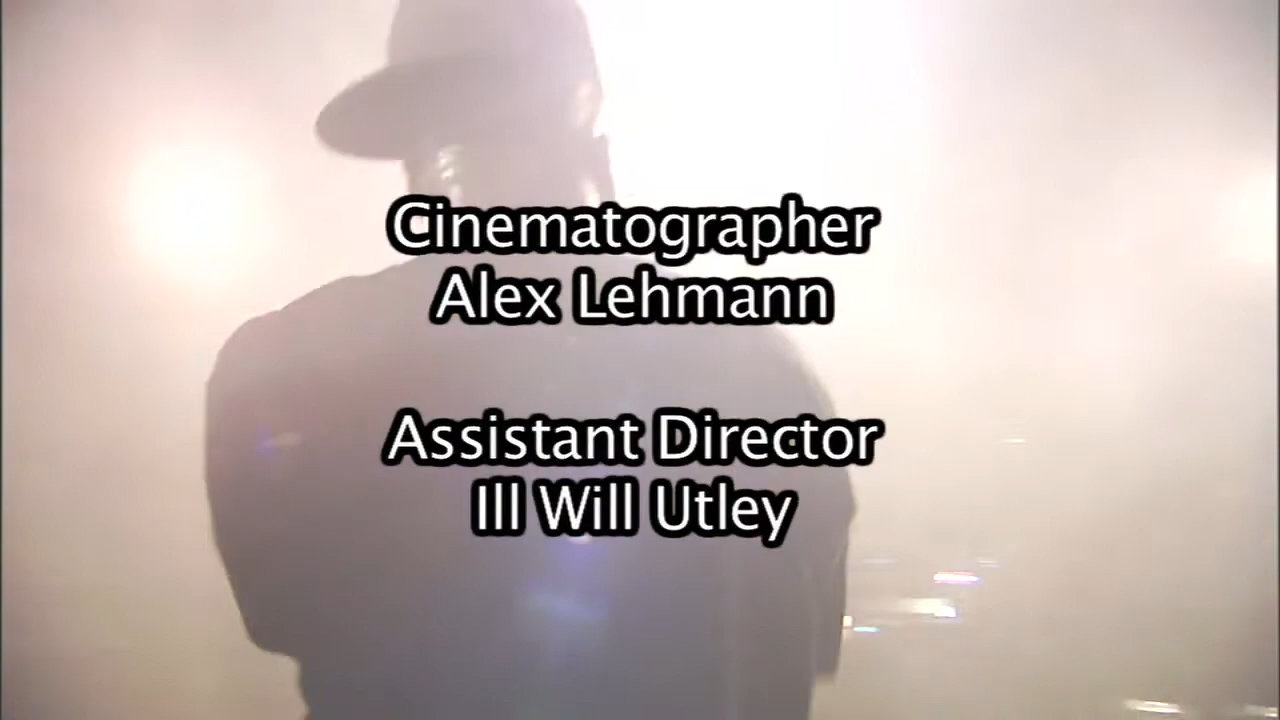 Cinematographer
Alex Lehmann
Assistant Director
Ill Will Utley